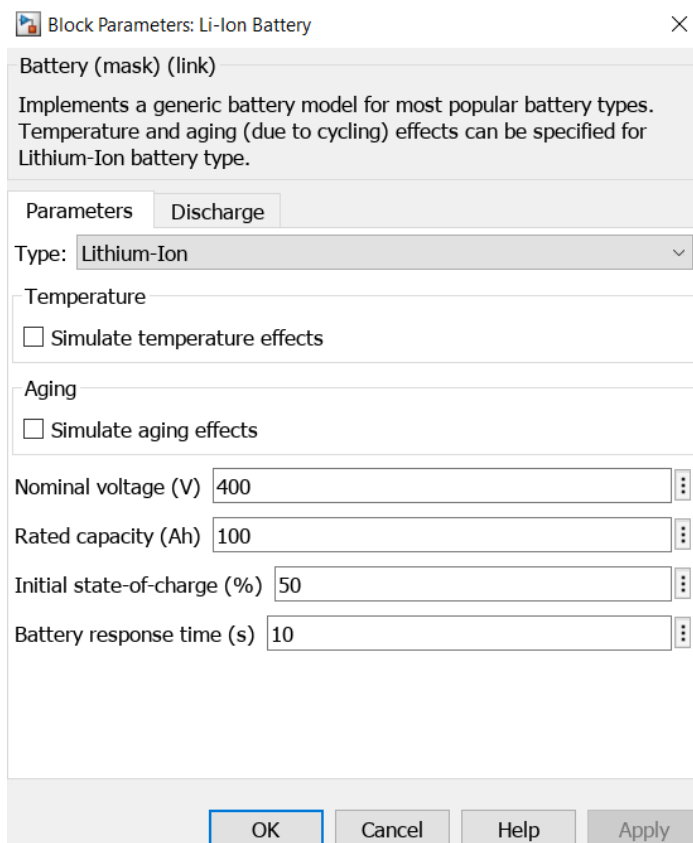 Block Parameters: Li-Ion Battery
Battery (mask) (link)
Implements a generic battery model for most popular battery types.
Temperature and aging (due to cycling) effects can be specified for
Lithium-Ion battery type.
Parameters Discharge
Type: Lithium-Ion
Temperature
Simulate temperature effects
Aging
Simulate aging effects
Nominal voltage (V) 400
Rated capacity (Ah) 100
Initial state-of-charge (%) 50
Battery response time (s) 10
OK Cancel Help Apply